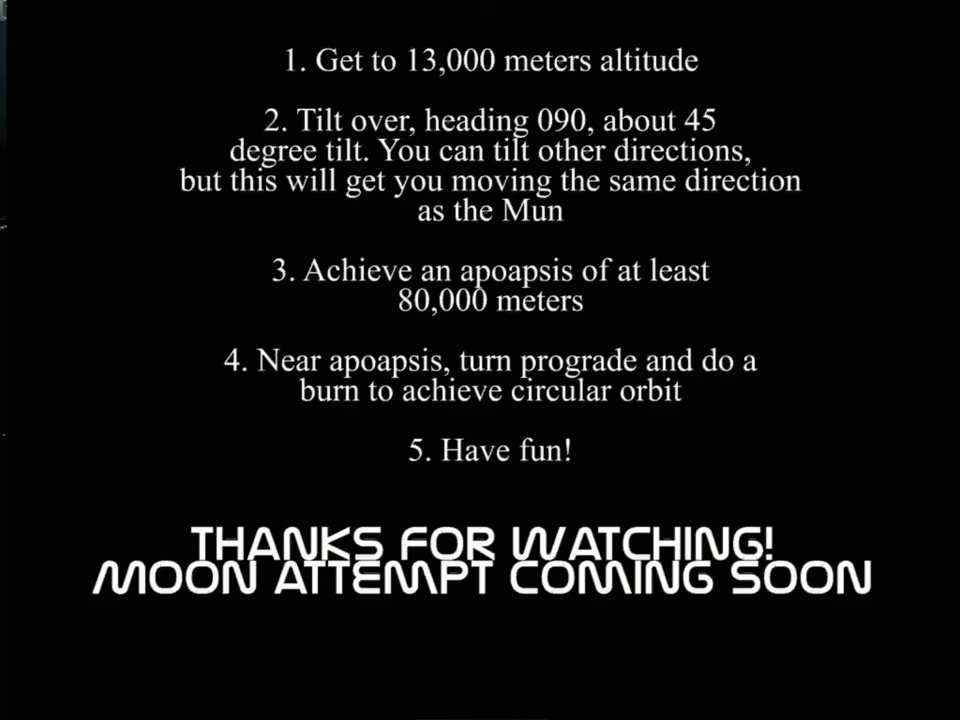 1. Get to 13,000 meters altitude
2. Tilt over, heading 090, about 45
degree tilt. You can tilt other directions,
but this will get you moving the same direction
as the Mun
3. Achieve an apoapsis of at least
80,000 meters
4. Near apoapsis, turn prograde and do a
burn to achieve circular orbit
5. Have fun!
THANKS FOR WATCHING!
MOON ATTEMPT COMING SOON